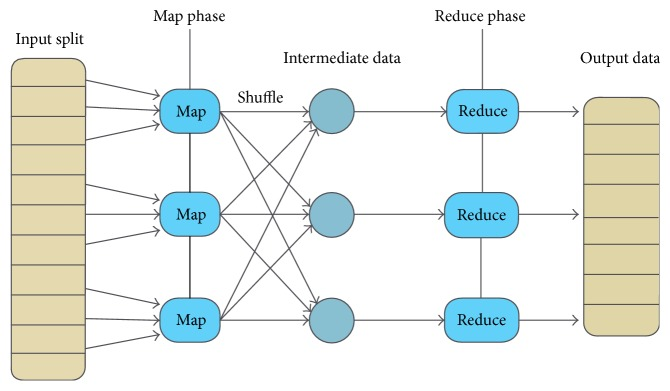 Map phase
Reduce phase
Input split
Intermediate data
Output data
Shuffle
Map
Reduce
Map
Reduce
Map
Reduce